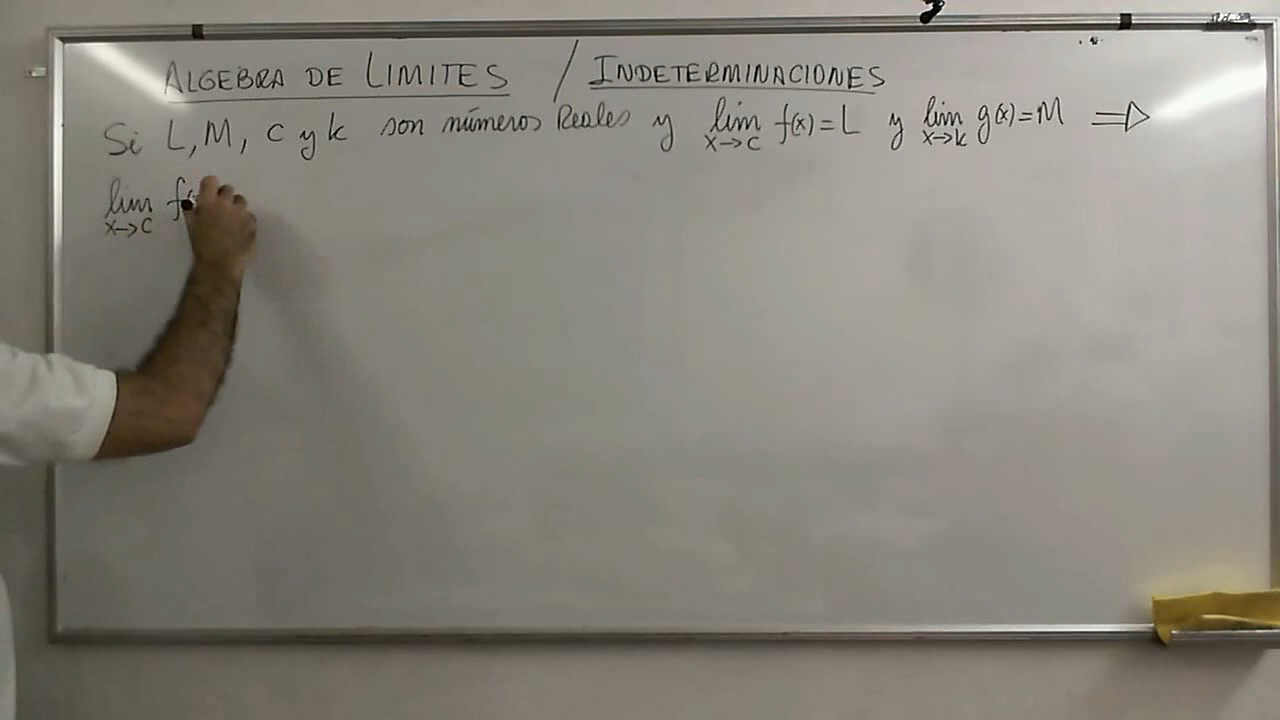 ALGEBRA DE LIMITES / INDETERMINACIONES
Si L, M, C y k son números Reales y lim f(x) = L y lim g(x) = M ⇒
x→C x→k
lim f(
x→C